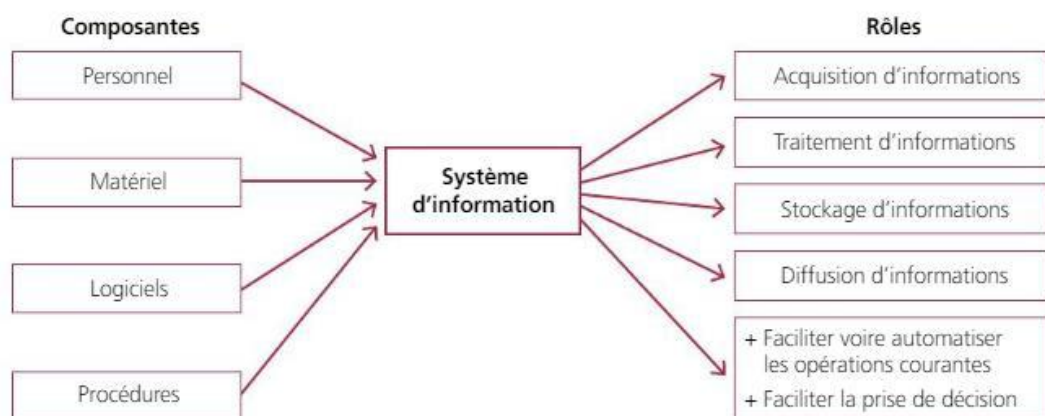 Composantes
Personnel
Matériel
Logiciels
Procédures
Système
d'information
Rôles
Acquisition d'informations
Traitement d'informations
Stockage d'informations
Diffusion d'informations
+ Faciliter voire automatiser
les opérations courantes
+ Faciliter la prise de décision